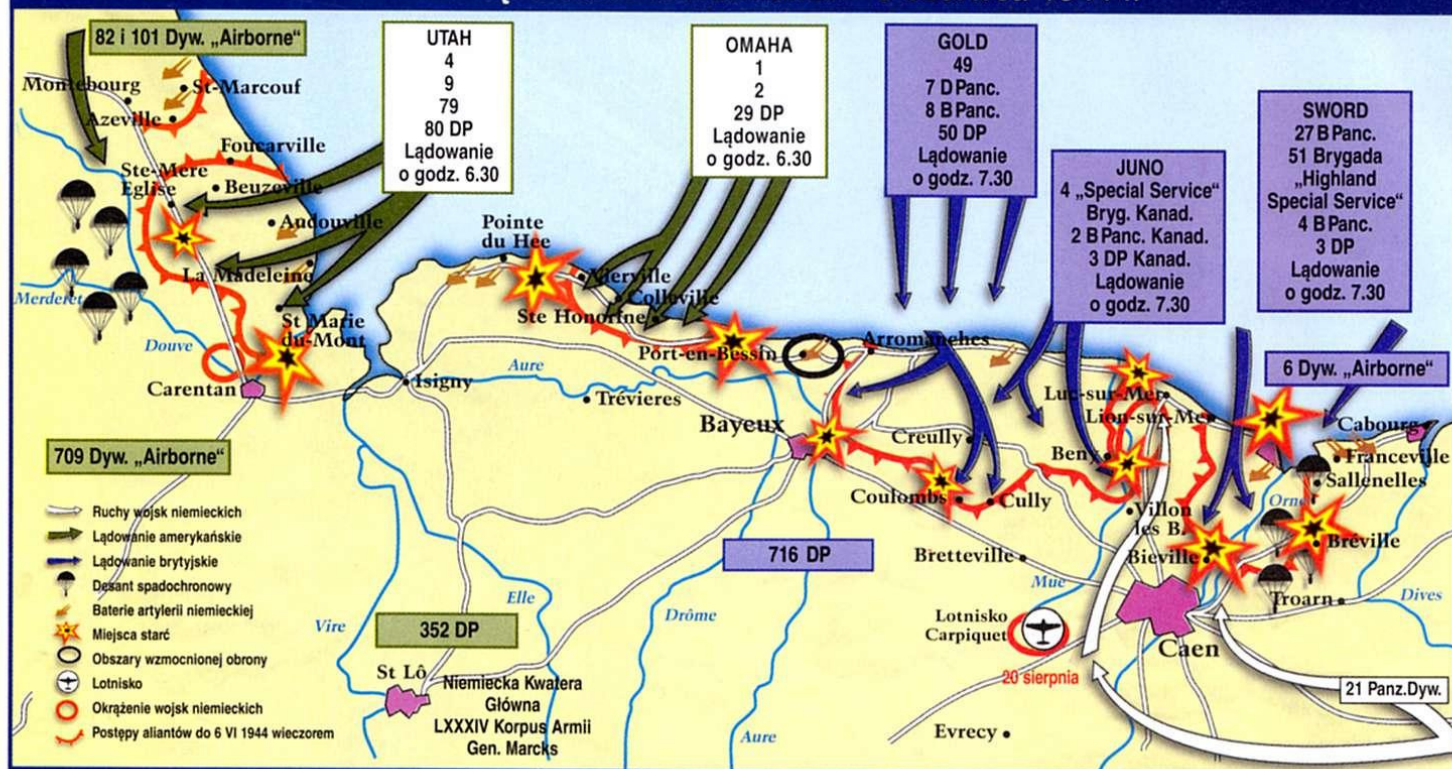 82 i 101 Dyw. „Airborne“
UTAH
4
9
79
80 DP
Lądowanie
o godz. 6.30
OMAHA
1
2
29 DP
Lądowanie
o godz. 6.30
GOLD
49
7 D Panc.
8 B Panc.
50 DP
Lądowanie
o godz. 7.30
JUNO
4 „Special Service“
Bryg. Kanad.
2 B Panc. Kanad.
3 DP Kanad.
Lądowanie
o godz. 7.30
SWORD
27 B Panc.
51 Brygada
„Highland
Special Service“
4 B Panc.
3 DP
Lądowanie
o godz. 7.30
6 Dyw. „Airborne“
Montebourg
St-Marcouf
Azeville
Foucarville
Ste-Mere
Eglise
Beuzeville
Audouville
La Madeleine
Merderet
St Marie
du-Mont
Douve
Carentan
Pointe
du Hee
Vierville
Colleville
Ste Honorine
Port-en-Bessin
Arromanches
Isigny
Aure
Trévieres
Bayeux
Creully
Luc-sur-Mer
Lion-sur-Mer
Cabourg
Franceville
Sallenelles
Beny
Coulombs
Cully
Villon
les B.
Orne
Bretteville
Bieville
Bréville
Mue
Troarn
Dives
709 Dyw. „Airborne“
716 DP
352 DP
Vire
Elle
Drôme
Aure
Lotnisko
Carpiquet
20 sierpnia
Caen
21 Panz.Dyw.
Evrecy
St Lô
Niemiecka Kwatera
Główna
LXXXIV Korpus Armii
Gen. Marcks
Ruchy wojsk niemieckich
Lądowanie amerykańskie
Lądowanie brytyjskie
Desant spadochronowy
Baterie artylerii niemieckiej
Miejsca starć
Obszary wzmocnionej obrony
Lotnisko
Okrążenie wojsk niemieckich
Postępy aliantów do 6 VI 1944 wieczorem